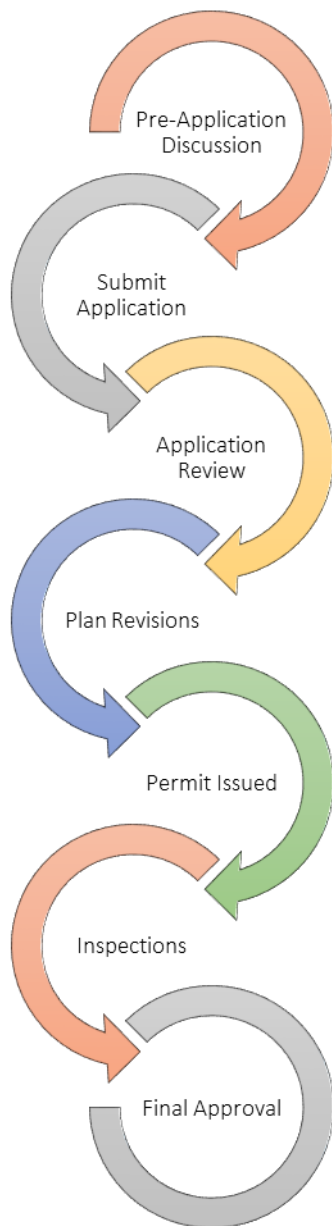 Pre-Application
Discussion
Submit
Application
Application
Review
Plan Revisions
Permit Issued
Inspections
Final Approval